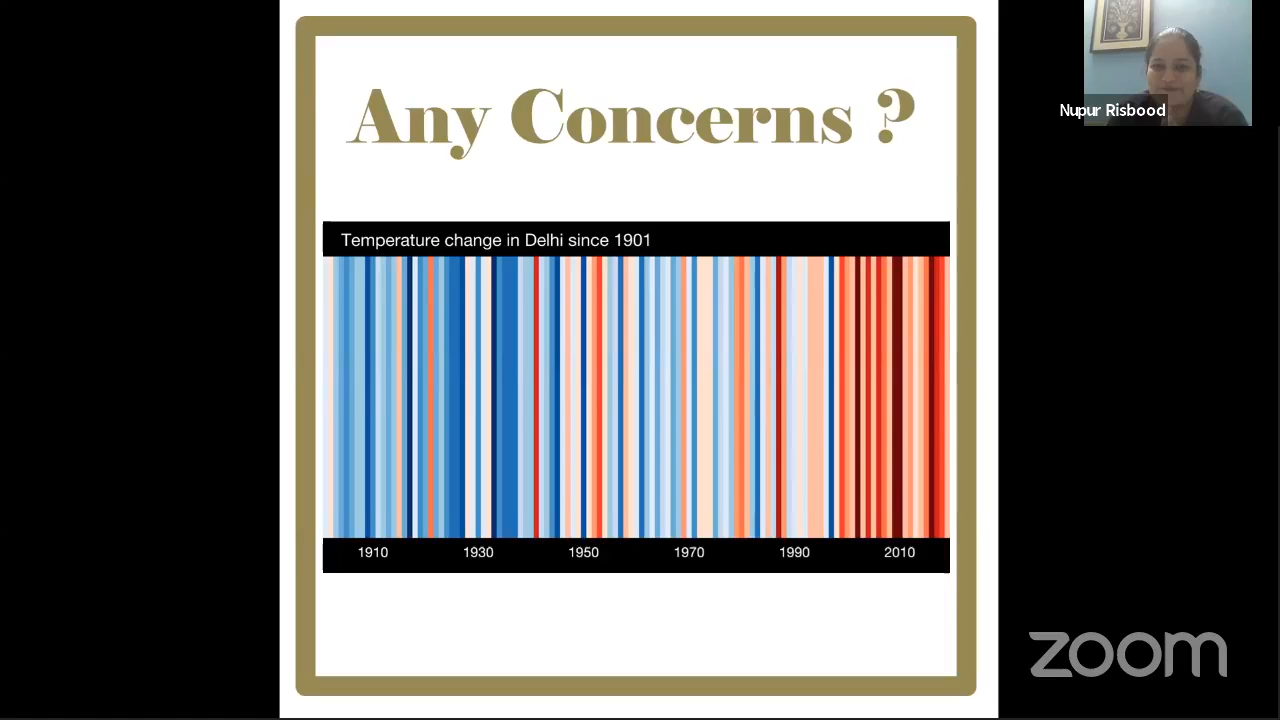 Any Concerns ?
Nupur Risbood
Temperature change in Delhi since 1901
1910 1930 1950 1970 1990 2010
zoom